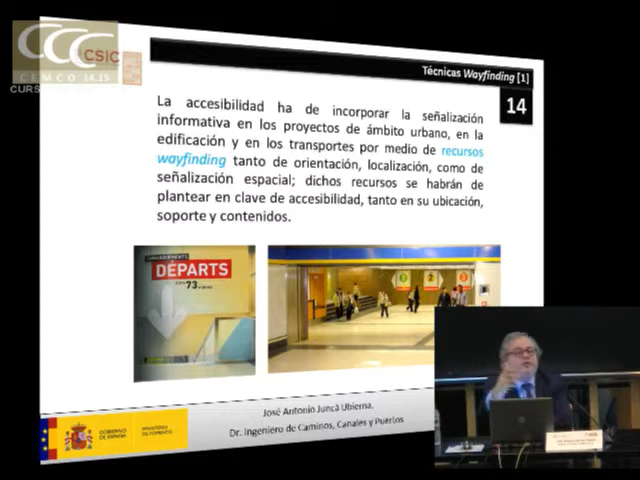 CCC
CSIC
CEMCO 14.15
CURS
Técnicas Wayfinding [1]
14
La accesibilidad ha de incorporar la señalización
informativa en los proyectos de ámbito urbano, en la
edificación y en los transportes por medio de recursos
wayfinding tanto de orientación, localización, como de
señalización espacial; dichos recursos se habrán de
plantear en clave de accesibilidad, tanto en su ubicación,
soporte y contenidos.
DÉPARTS
73
1 2 3
José Antonio Juncà Ubierna.
Dr. Ingeniero de Caminos, Canales y Puertos
GOBIERNO
DE ESPAÑA
MINISTERIO
DE FOMENTO